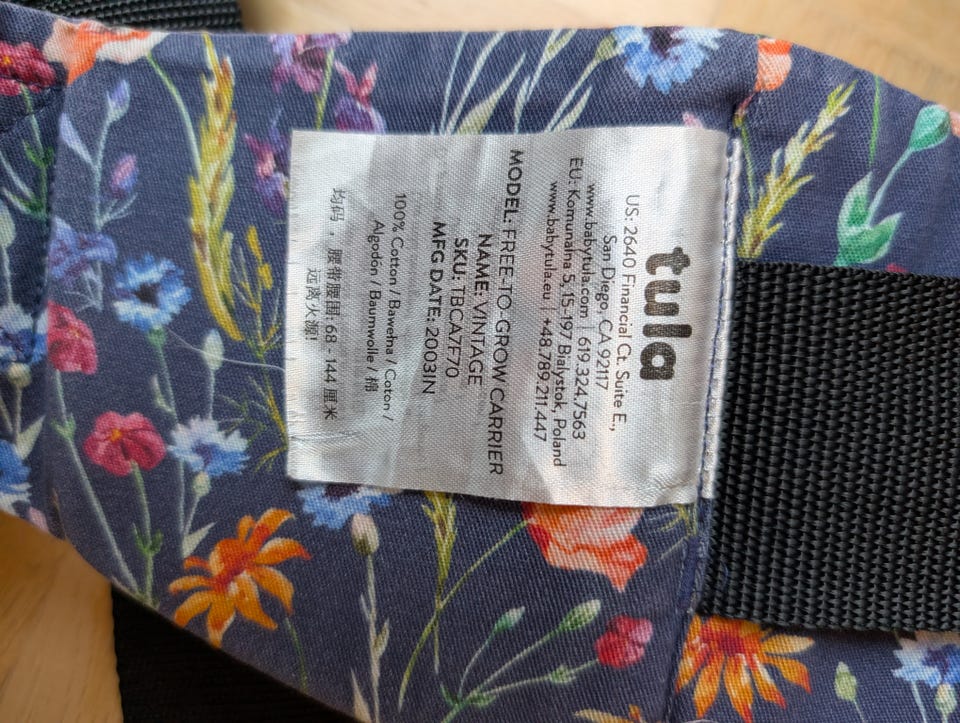 tula
US: 2640 Financial Ct. Suite E.,
San Diego, CA 92117
www.babytula.com | 619.324.7563
EU: Komunalna 5, 15-197 Bialystok, Poland
www.babytula.eu | +48.789.211.447
MODEL: FREE-TO-GROW CARRIER
NAME: VINTAGE
SKU: TBCA7F70
MFG DATE: 2003IN
100% Cotton / Bawełna / Coton /
Algodón / Baumwolle / 棉
均码，腰带腰围: 68 - 144 厘米
远离火源!